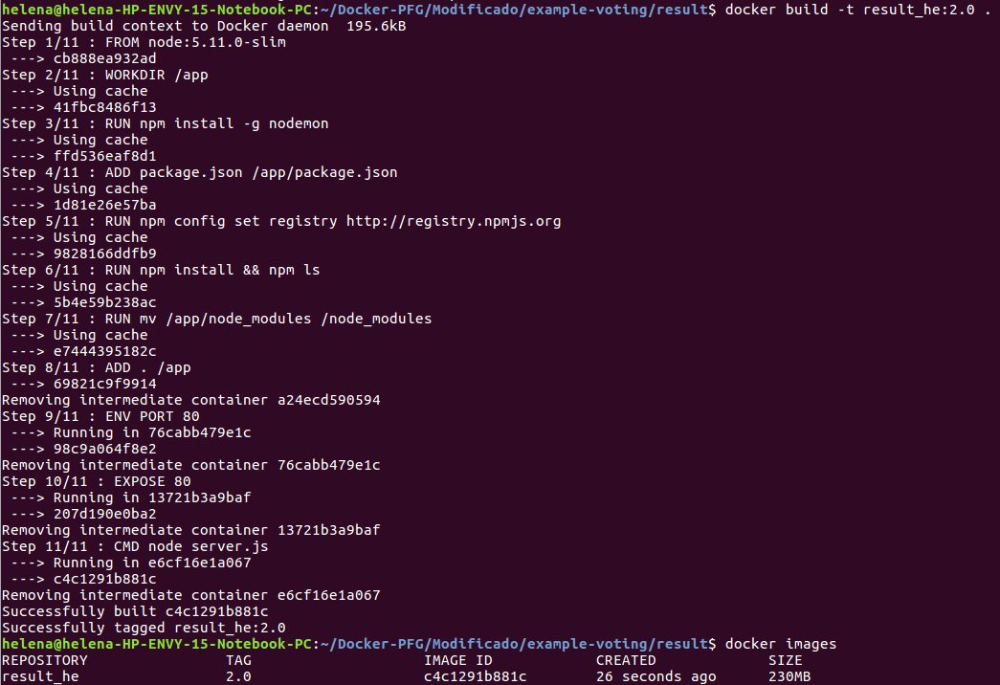 helena@helena-HP-ENVY-15-Notebook-PC:~/Docker-PFG/Modificado/example-voting/result$ docker build -t result_he:2.0 .
Sending build context to Docker daemon  195.6kB
Step 1/11 : FROM node:5.11.0-slim
 ---> cb888ea932ad
Step 2/11 : WORKDIR /app
 ---> Using cache
 ---> 41fbc8486f13
Step 3/11 : RUN npm install -g nodemon
 ---> Using cache
 ---> ffd536eaf8d1
Step 4/11 : ADD package.json /app/package.json
 ---> Using cache
 ---> 1d81e26e57ba
Step 5/11 : RUN npm config set registry http://registry.npmjs.org
 ---> Using cache
 ---> 9828166ddfb9
Step 6/11 : RUN npm install && npm ls
 ---> Using cache
 ---> 5b4e59b238ac
Step 7/11 : RUN mv /app/node_modules /node_modules
 ---> Using cache
 ---> e7444395182c
Step 8/11 : ADD . /app
 ---> 69821c9f9914
Removing intermediate container a24ecd590594
Step 9/11 : ENV PORT 80
 ---> Running in 76cabb479e1c
 ---> 98c9a064f8e2
Removing intermediate container 76cabb479e1c
Step 10/11 : EXPOSE 80
 ---> Running in 13721b3a9baf
 ---> 207d190e0ba2
Removing intermediate container 13721b3a9baf
Step 11/11 : CMD node server.js
 ---> Running in e6cf16e1a067
 ---> c4c1291b881c
Removing intermediate container e6cf16e1a067
Successfully built c4c1291b881c
Successfully tagged result_he:2.0
helena@helena-HP-ENVY-15-Notebook-PC:~/Docker-PFG/Modificado/example-voting/result$ docker images
REPOSITORY                TAG                    IMAGE ID            CREATED             SIZE
result_he                 2.0                    c4c1291b881c        26 seconds ago      230MB